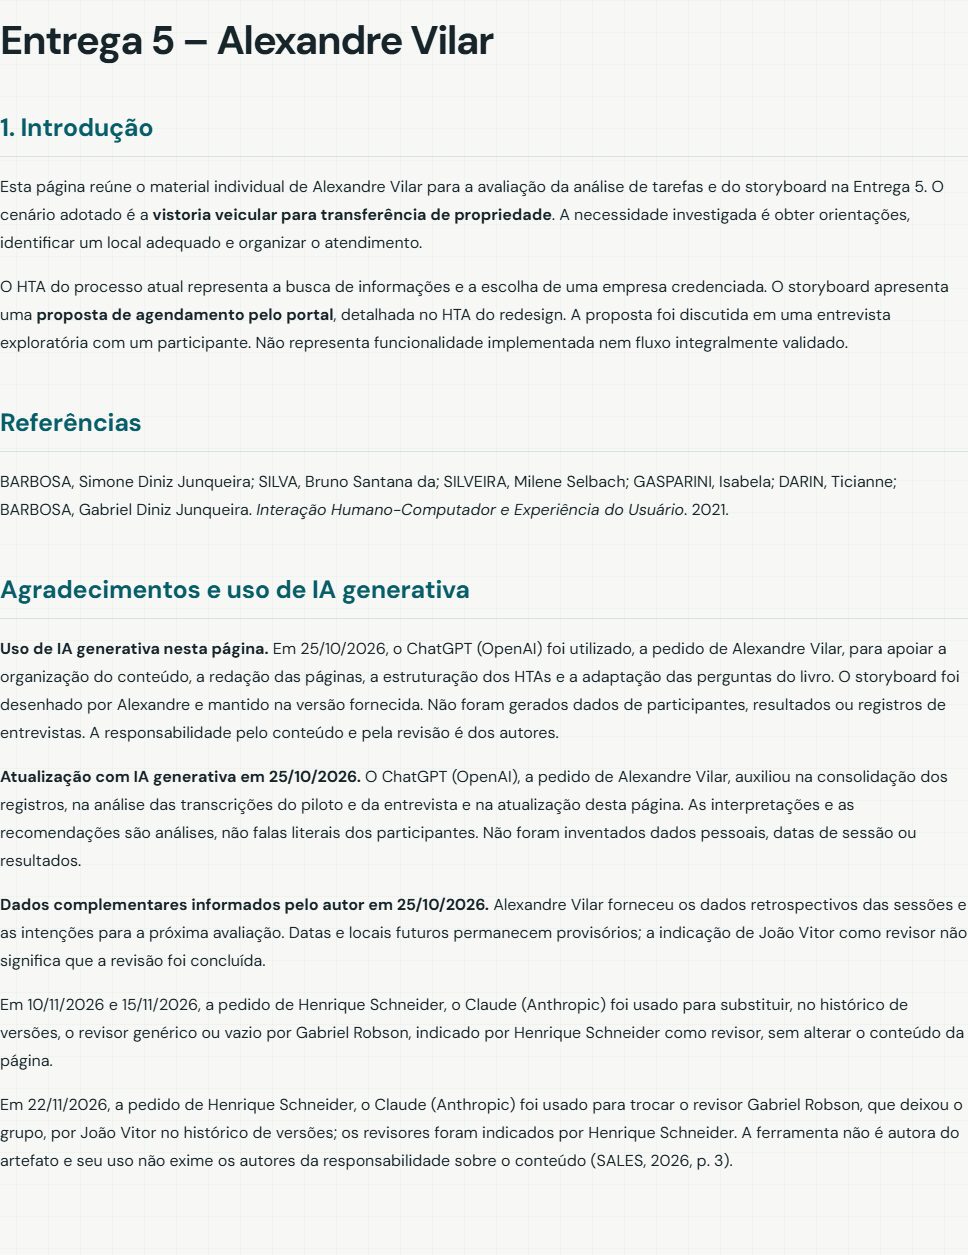 Entrega 5 – Alexandre Vilar
1. Introdução
Esta página reúne o material individual de Alexandre Vilar para a avaliação da análise de tarefas e do storyboard na Entrega 5. O
cenário adotado é a vistoria veicular para transferência de propriedade. A necessidade investigada é obter orientações,
identificar um local adequado e organizar o atendimento.
O HTA do processo atual representa a busca de informações e a escolha de uma empresa credenciada. O storyboard apresenta
uma proposta de agendamento pelo portal, detalhada no HTA do redesign. A proposta foi discutida em uma entrevista
exploratória com um participante. Não representa funcionalidade implementada nem fluxo integralmente validado.
Referências
BARBOSA, Simone Diniz Junqueira; SILVA, Bruno Santana da; SILVEIRA, Milene Selbach; GASPARINI, Isabela; DARIN, Ticianne;
BARBOSA, Gabriel Diniz Junqueira. Interação Humano-Computador e Experiência do Usuário. 2021.
Agradecimentos e uso de IA generativa
Uso de IA generativa nesta página. Em 25/10/2026, o ChatGPT (OpenAI) foi utilizado, a pedido de Alexandre Vilar, para apoiar a
organização do conteúdo, a redação das páginas, a estruturação dos HTAs e a adaptação das perguntas do livro. O storyboard foi
desenhado por Alexandre e mantido na versão fornecida. Não foram gerados dados de participantes, resultados ou registros de
entrevistas. A responsabilidade pelo conteúdo e pela revisão é dos autores.
Atualização com IA generativa em 25/10/2026. O ChatGPT (OpenAI), a pedido de Alexandre Vilar, auxiliou na consolidação dos
registros, na análise das transcrições do piloto e da entrevista e na atualização desta página. As interpretações e as
recomendações são análises, não falas literais dos participantes. Não foram inventados dados pessoais, datas de sessão ou
resultados.
Dados complementares informados pelo autor em 25/10/2026. Alexandre Vilar forneceu os dados retrospectivos das sessões e
as intenções para a próxima avaliação. Datas e locais futuros permanecem provisórios; a indicação de João Vitor como revisor não
significa que a revisão foi concluída.
Em 10/11/2026 e 15/11/2026, a pedido de Henrique Schneider, o Claude (Anthropic) foi usado para substituir, no histórico de
versões, o revisor genérico ou vazio por Gabriel Robson, indicado por Henrique Schneider como revisor, sem alterar o conteúdo da
página.
Em 22/11/2026, a pedido de Henrique Schneider, o Claude (Anthropic) foi usado para trocar o revisor Gabriel Robson, que deixou o
grupo, por João Vitor no histórico de versões; os revisores foram indicados por Henrique Schneider. A ferramenta não é autora do
artefato e seu uso não exime os autores da responsabilidade sobre o conteúdo (SALES, 2026, p. 3).